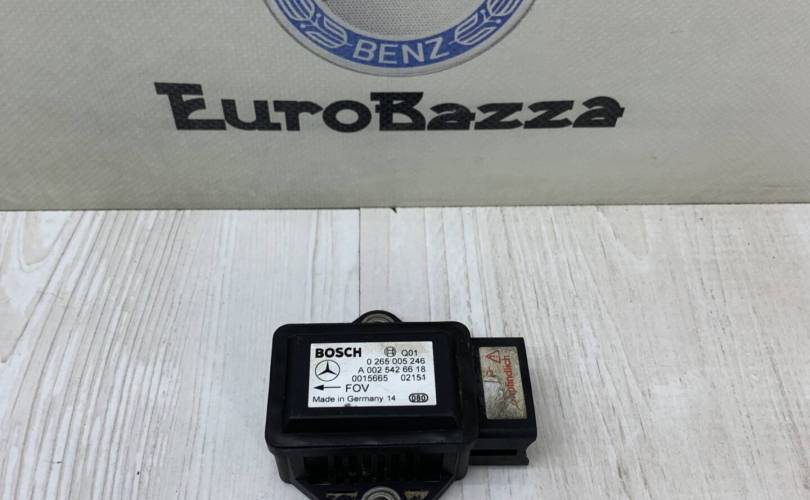 BENZ
EuroBazza
BOSCH Q01
0 265 005 246
A 002 542 66 18
0015665 02151
FOV
Made in Germany 14